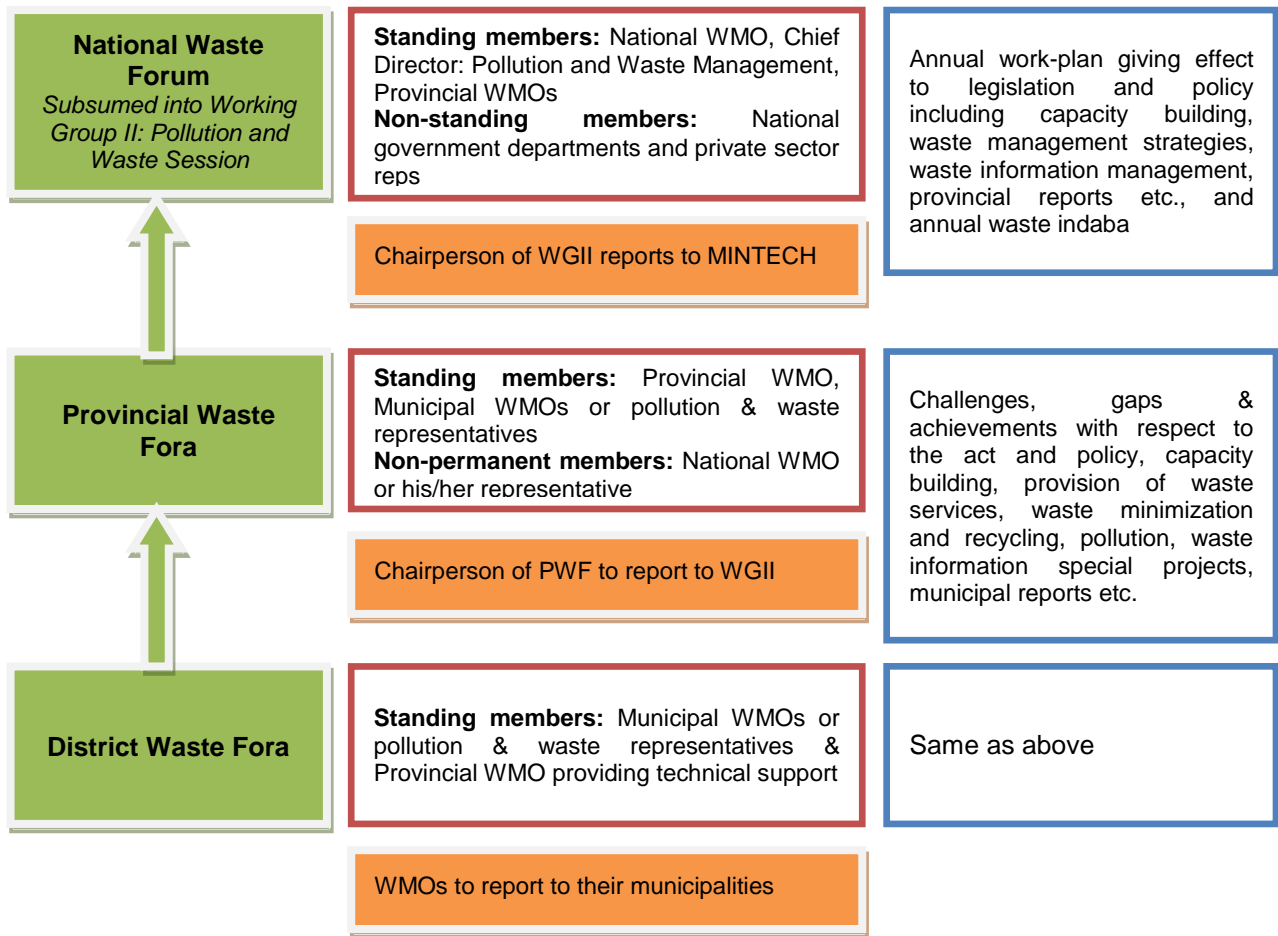 National Waste
Forum
Subsumed into Working
Group II: Pollution and
Waste Session
Standing members: National WMO, Chief
Director: Pollution and Waste Management,
Provincial WMOs
Non-standing members: National
government departments and private sector
reps
Annual work-plan giving effect
to legislation and policy
including capacity building,
waste management strategies,
waste information management,
provincial reports etc., and
annual waste indaba
Chairperson of WGII reports to MINTECH
Provincial Waste
Fora
Standing members: Provincial WMO,
Municipal WMOs or pollution & waste
representatives
Non-permanent members: National WMO
or his/her representative
Challenges, gaps &
achievements with respect to
the act and policy, capacity
building, provision of waste
services, waste minimization
and recycling, pollution, waste
information special projects,
municipal reports etc.
Chairperson of PWF to report to WGII
District Waste Fora
Standing members: Municipal WMOs or
pollution & waste representatives &
Provincial WMO providing technical support
Same as above
WMOs to report to their municipalities